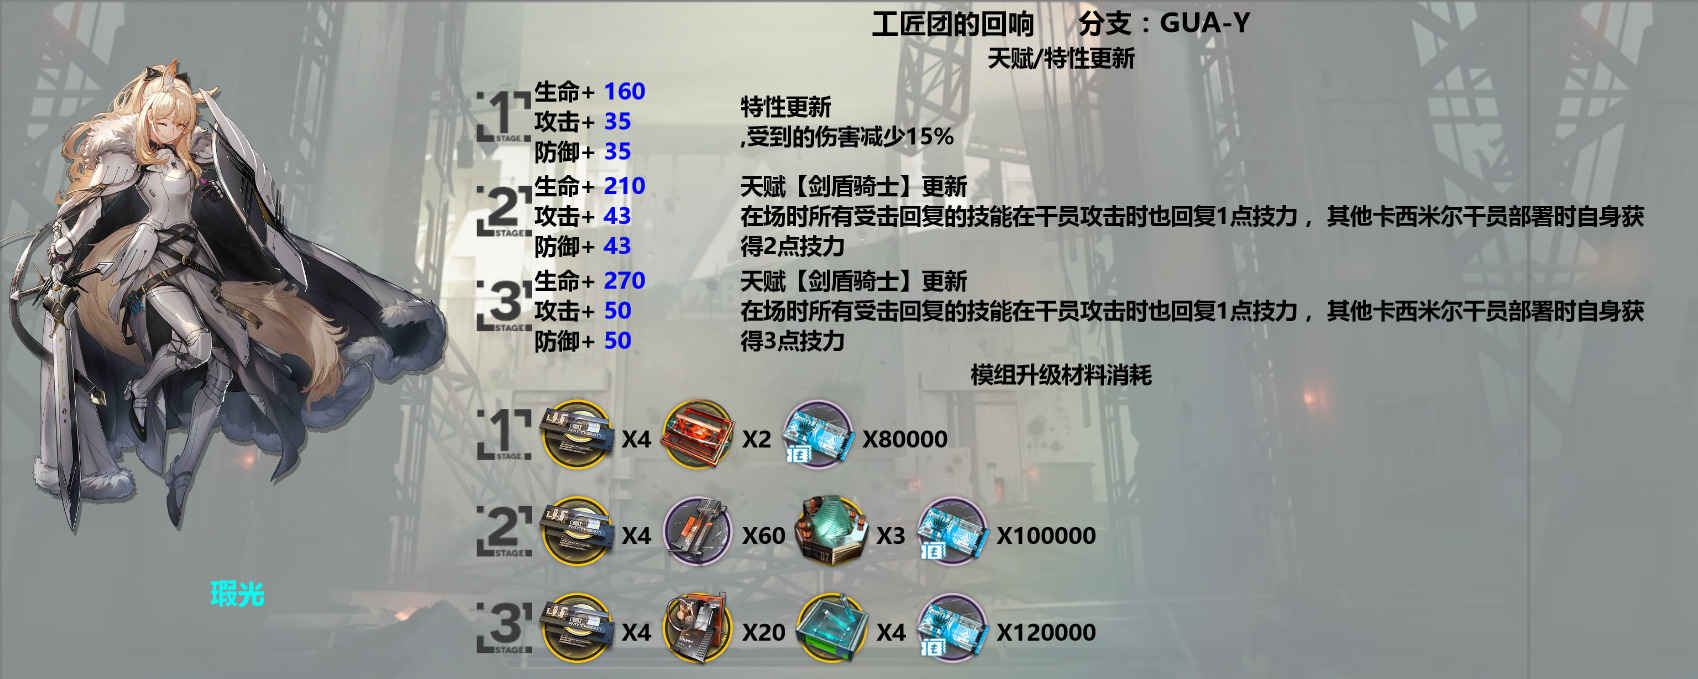 工匠团的回响 分支：GUA-Y
天赋/特性更新
1 STAGE.
生命+ 160
攻击+ 35
防御+ 35
特性更新
,受到的伤害减少15%
2 STAGE.
生命+ 210
攻击+ 43
防御+ 43
天赋【剑盾骑士】更新
在场时所有受击回复的技能在干员攻击时也回复1点技力，其他卡西米尔干员部署时自身获
得2点技力
3 STAGE.
生命+ 270
攻击+ 50
防御+ 50
天赋【剑盾骑士】更新
在场时所有受击回复的技能在干员攻击时也回复1点技力，其他卡西米尔干员部署时自身获
得3点技力
模组升级材料消耗
1 STAGE. X4 X2 X80000
2 STAGE. X4 X60 X3 X100000
瑕光
3 STAGE. X4 X20 X4 X120000